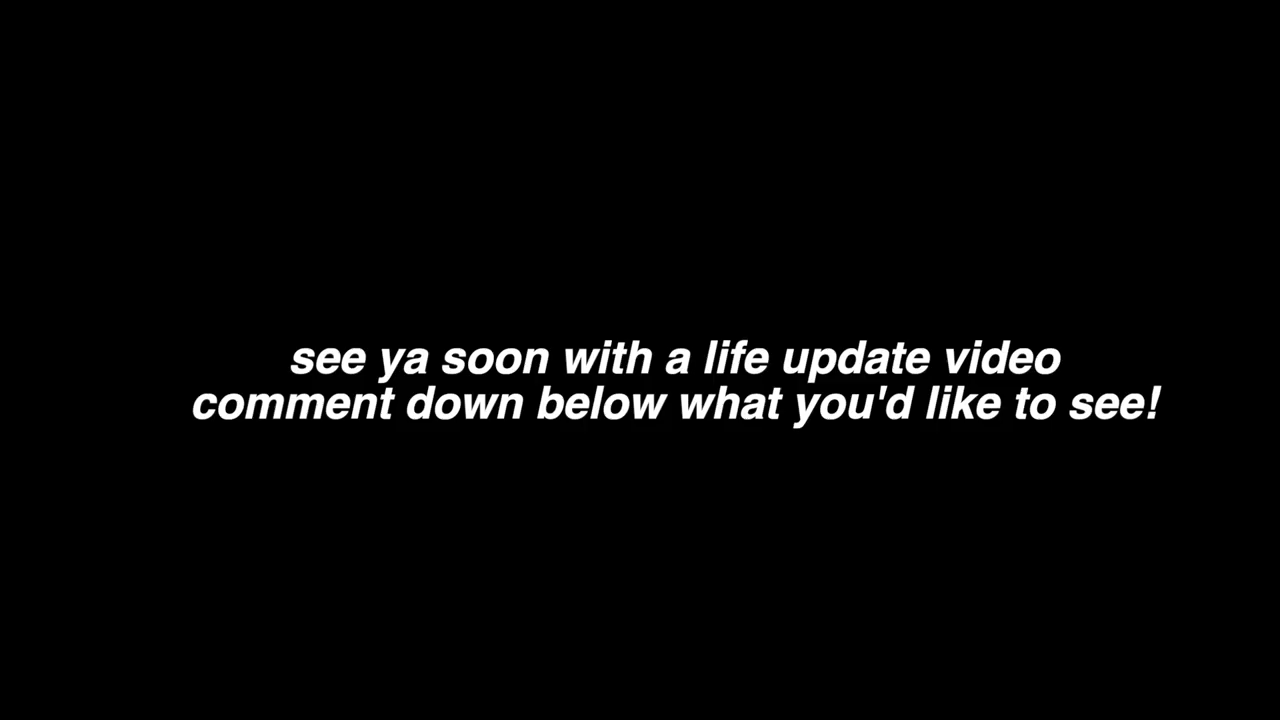 see ya soon with a life update video
comment down below what you'd like to see!